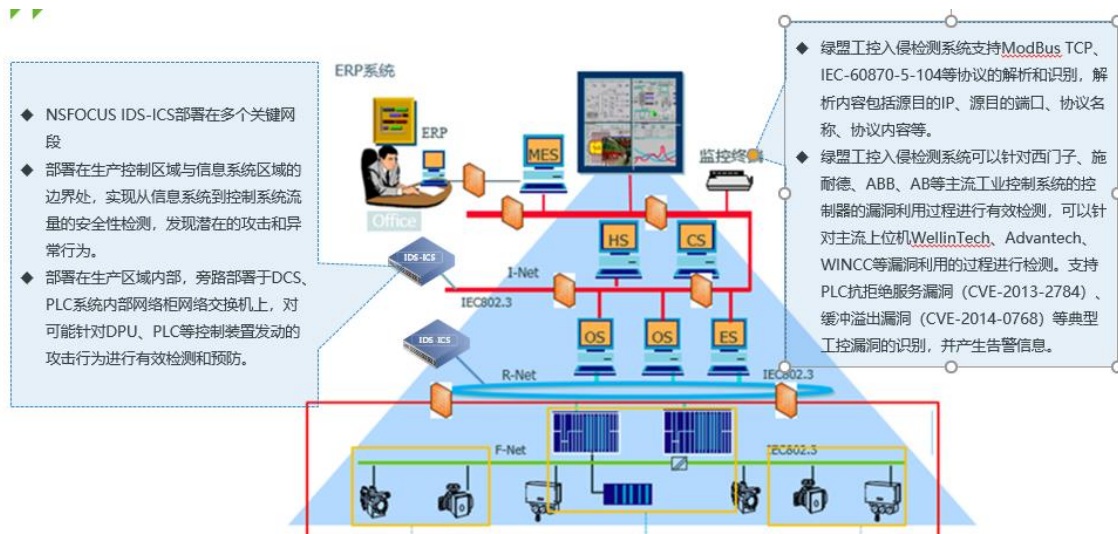 ◆ NSFOCUS IDS-ICS部署在多个关键网
段
◆ 部署在生产控制区域与信息系统区域的
边界处，实现从信息系统到控制系统流
量的安全性检测，发现潜在的攻击和异
常行为。
◆ 部署在生产区域内部，旁路部署于DCS、
PLC系统内部网络柜网络交换机上，对
可能针对DPU、PLC等控制装置发动的
攻击行为进行有效检测和预防。
ERP系统
ERP
Office
MES
监控终
HS
CS
IDS-ICS
I-Net
IEC802.3
IDS-ICS
OS
OS
ES
R-Net
IEC802.3
F-Net
IEC802.3
◆ 绿盟工控入侵检测系统支持ModBus TCP、
IEC-60870-5-104等协议的解析和识别，解
析内容包括源目的IP、源目的端口、协议名
称、协议内容等。
◆ 绿盟工控入侵检测系统可以针对西门子、施
耐德、ABB、AB等主流工业控制系统的控
制器的漏洞利用过程进行有效检测，可以针
对主流上位机WellinTech、Advantech、
WINCC等漏洞利用的过程进行检测。支持
PLC抗拒绝服务漏洞（CVE-2013-2784）、
缓冲溢出漏洞（CVE-2014-0768）等典型
工控漏洞的识别，并产生告警信息。